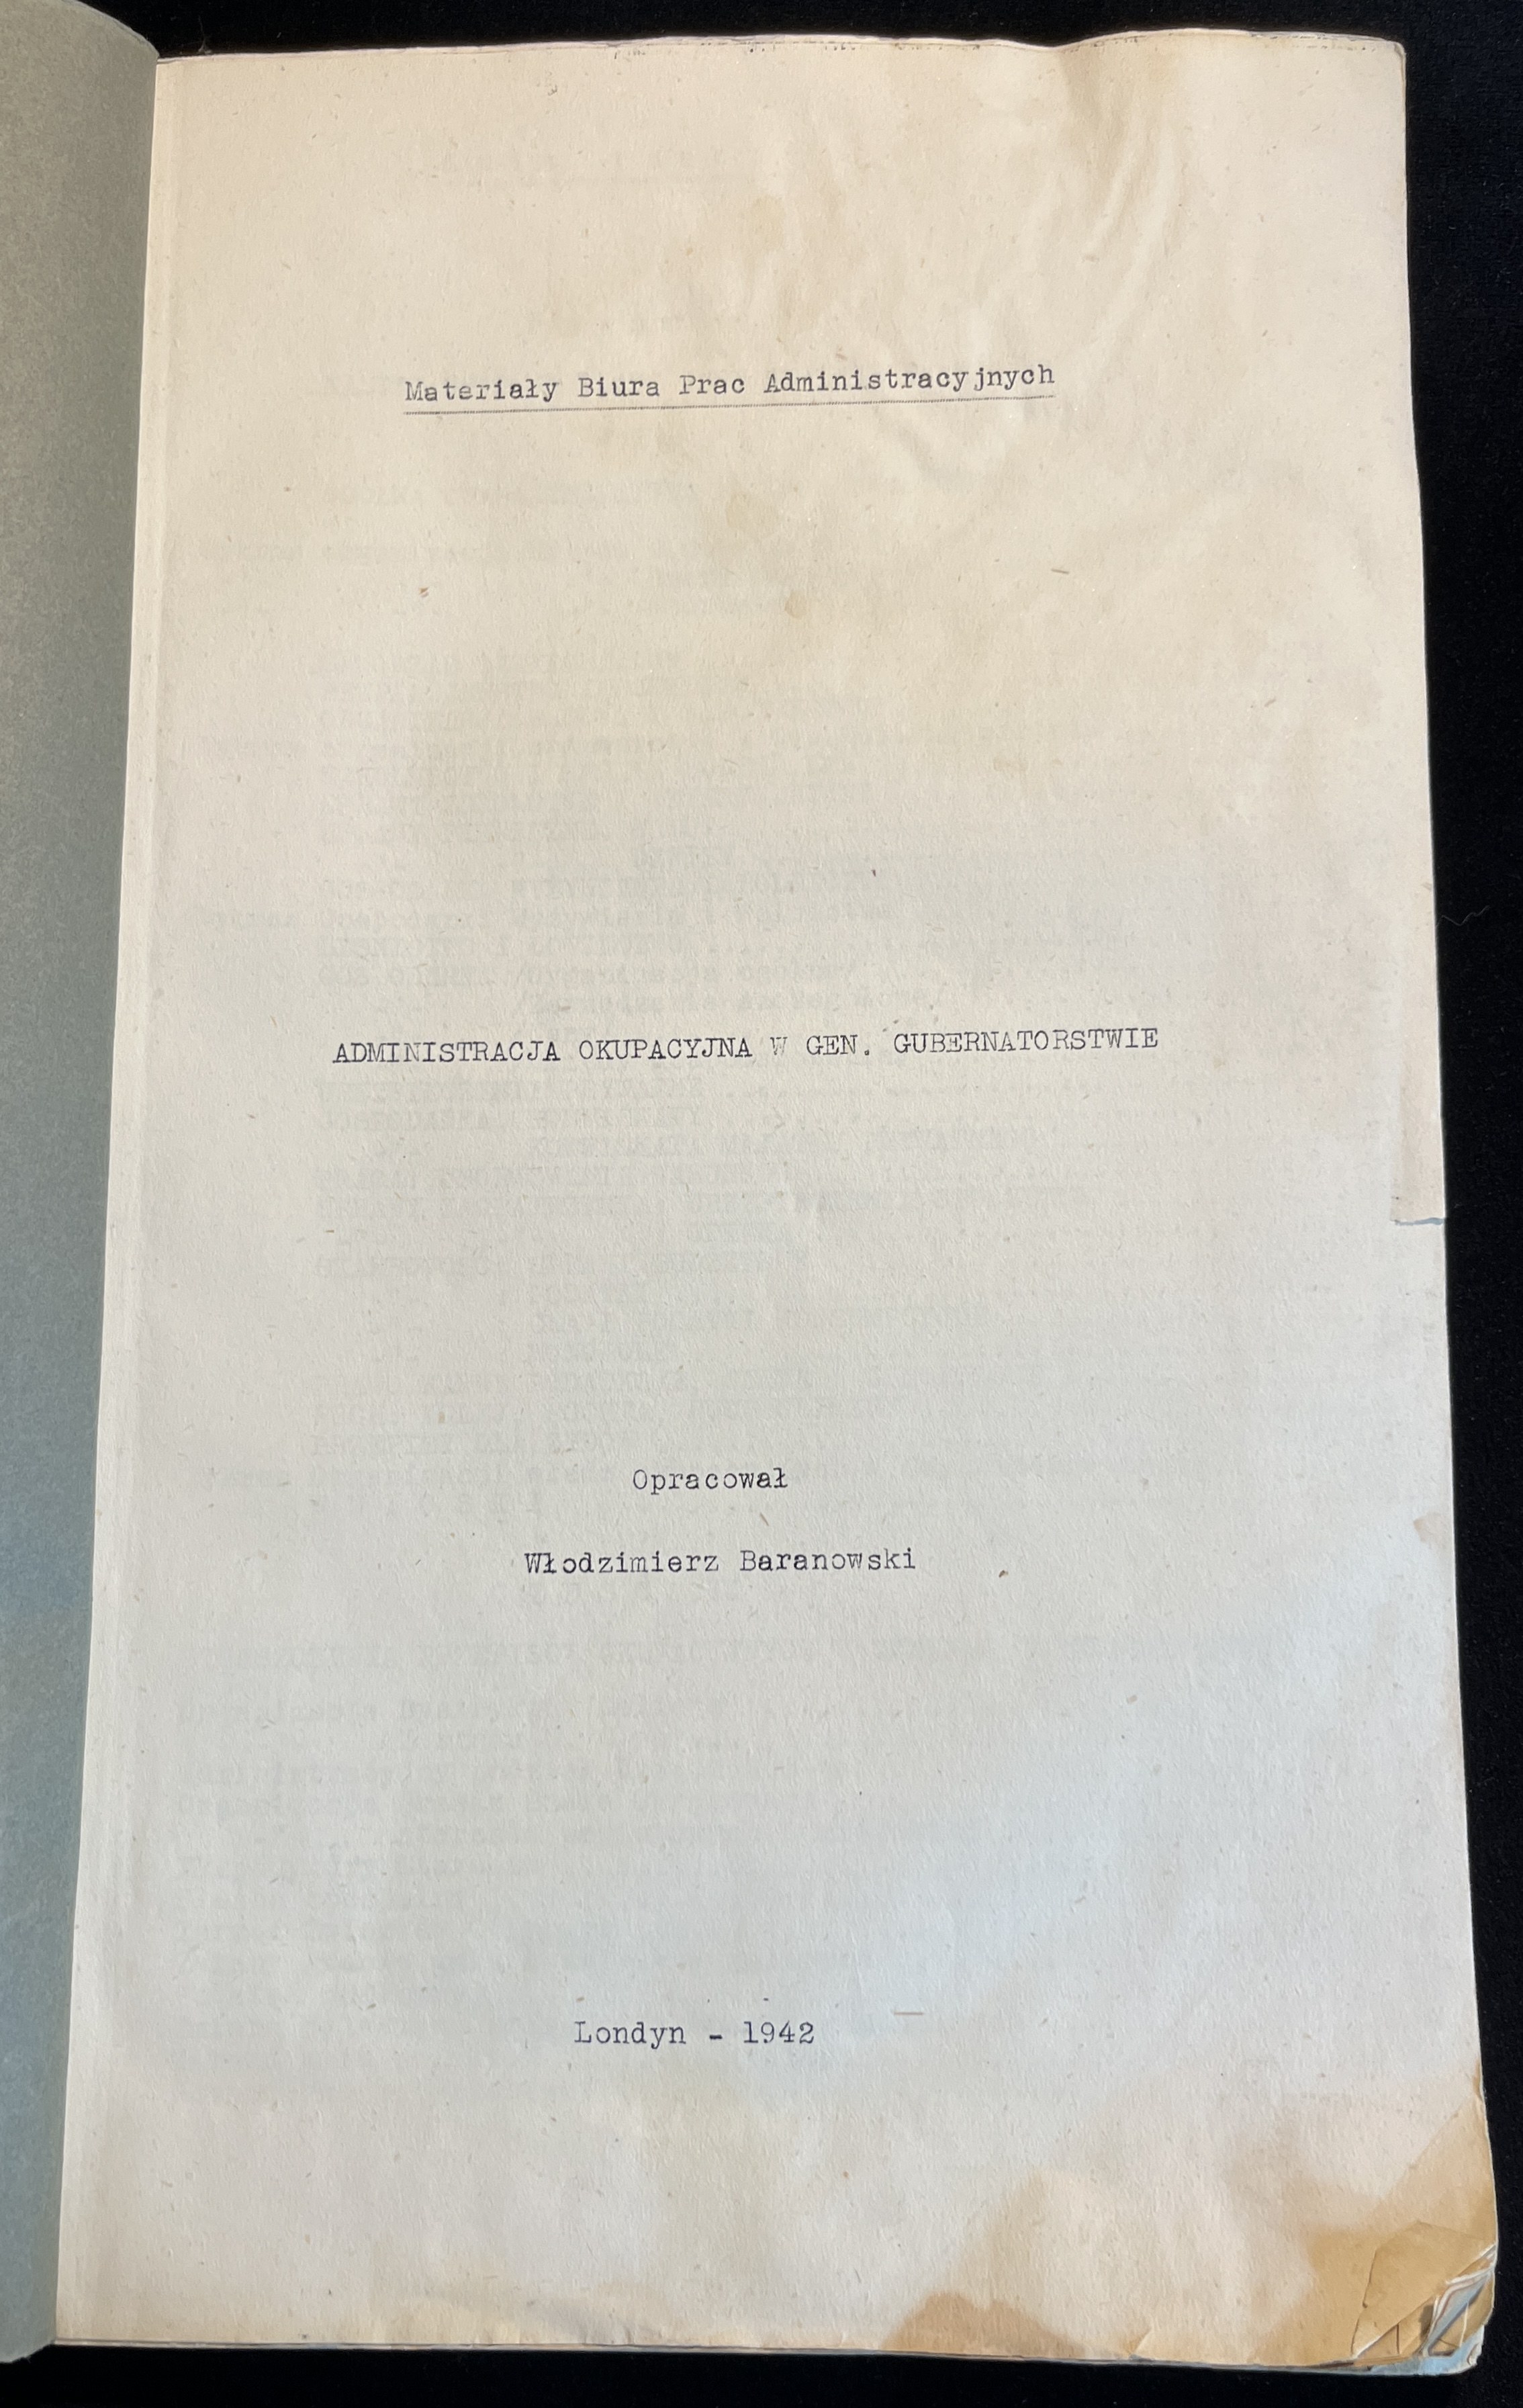 Materiały Biura Prac Administracyjnych
ADMINISTRACJA OKUPACYJNA W GEN. GUBERNATORSTWIE
Opracował
Włodzimierz Baranowski
Londyn - 1942